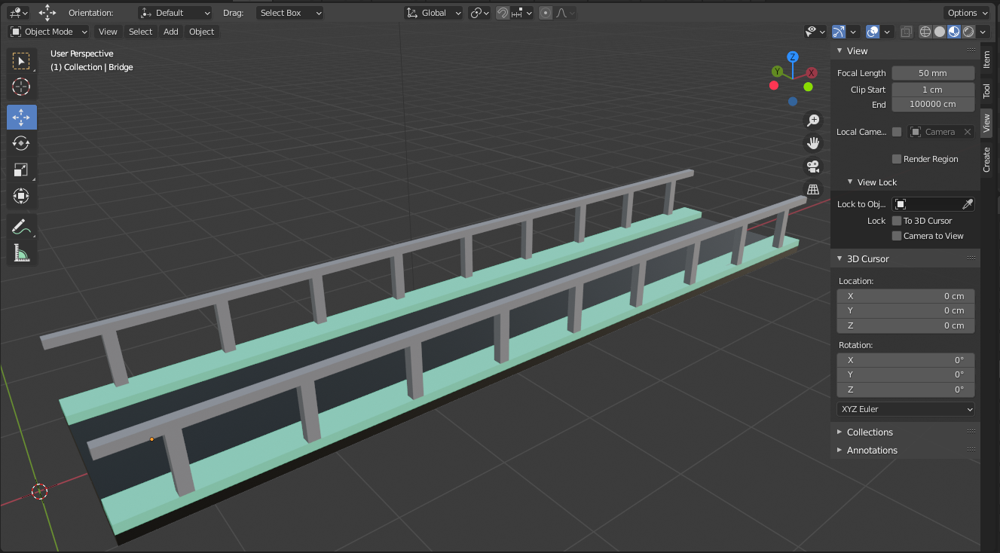 Orientation: Default Drag: Select Box Global Options
Object Mode View Select Add Object
User Perspective
(1) Collection | Bridge
Z
Y
X
View
Focal Length 50 mm
Clip Start 1 cm
End 100000 cm
Local Came... Camera
Render Region
View Lock
Lock to Obj...
Lock To 3D Cursor
Camera to View
3D Cursor
Location:
X 0 cm
Y 0 cm
Z 0 cm
Rotation:
X 0°
Y 0°
Z 0°
XYZ Euler
Collections
Annotations
Item
Tool
View
Create